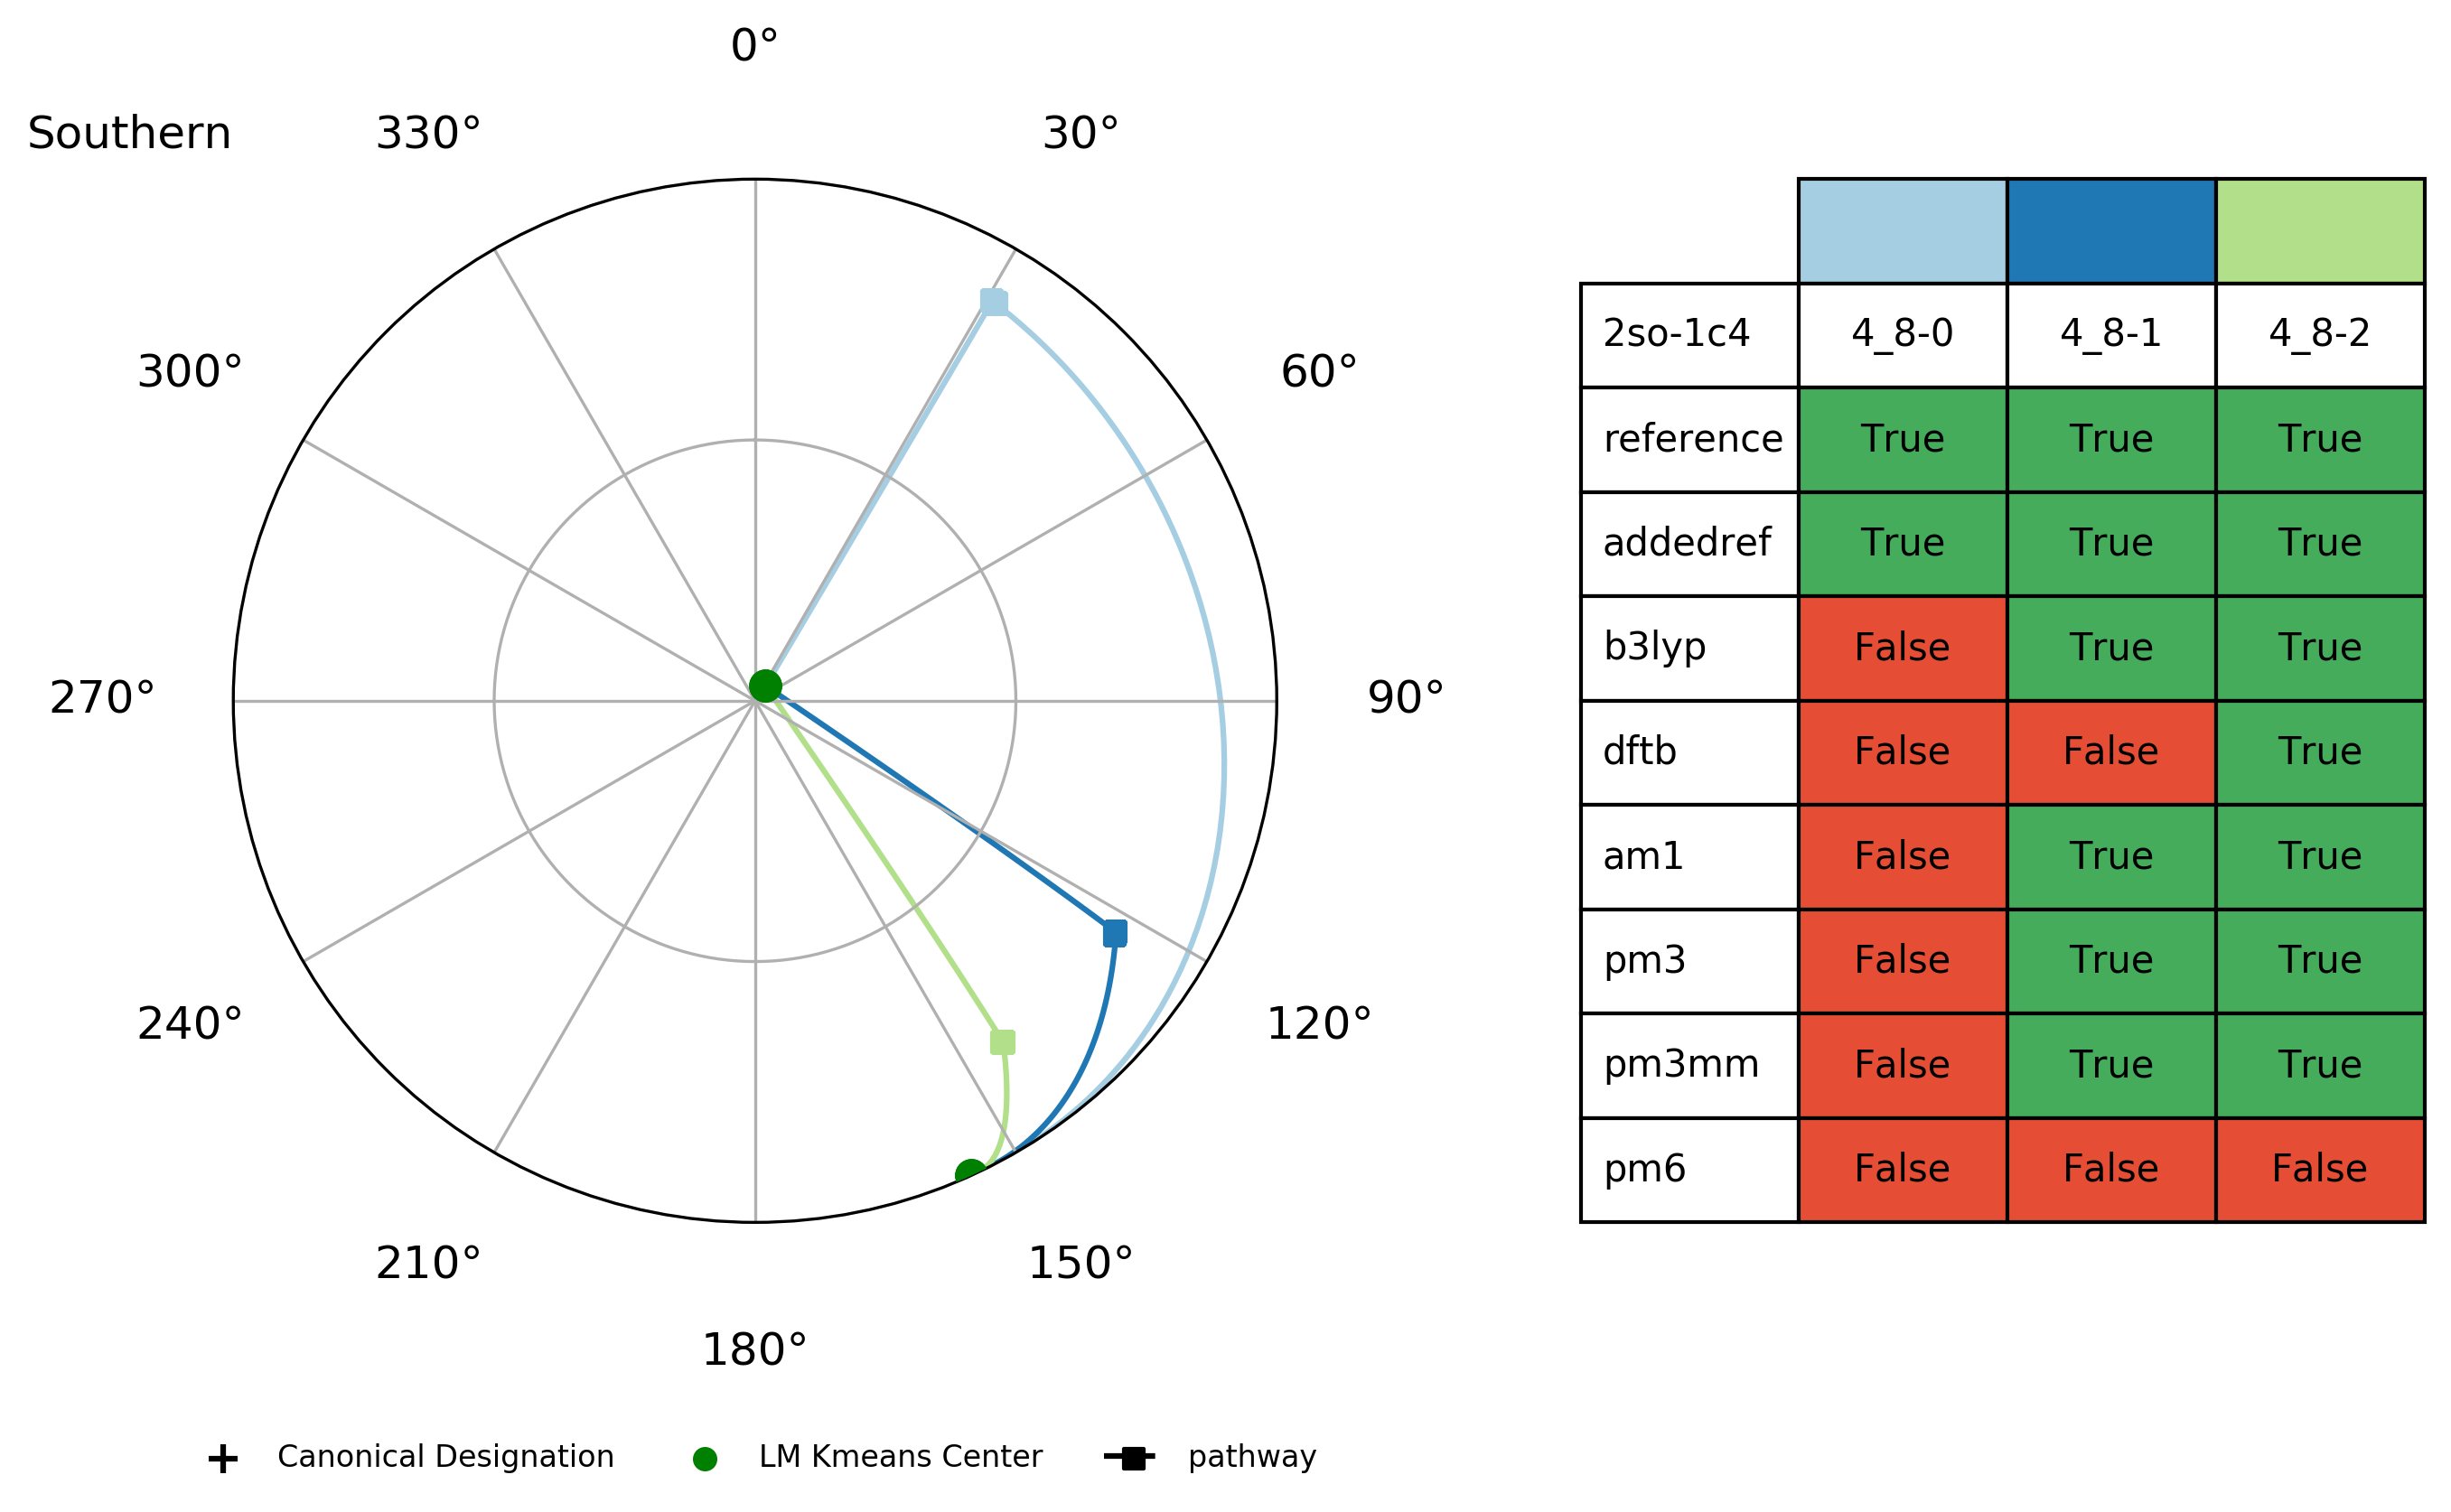 0°
Southern
330°
30°
300°
60°
270°
90°
240°
120°
210°
150°
180°
Canonical Designation
LM Kmeans Center
pathway
2so-1c4 4_8-0 4_8-1 4_8-2
reference True True True
addedref True True True
b3lyp False True True
dftb False False True
am1 False True True
pm3 False True True
pm3mm False True True
pm6 False False False